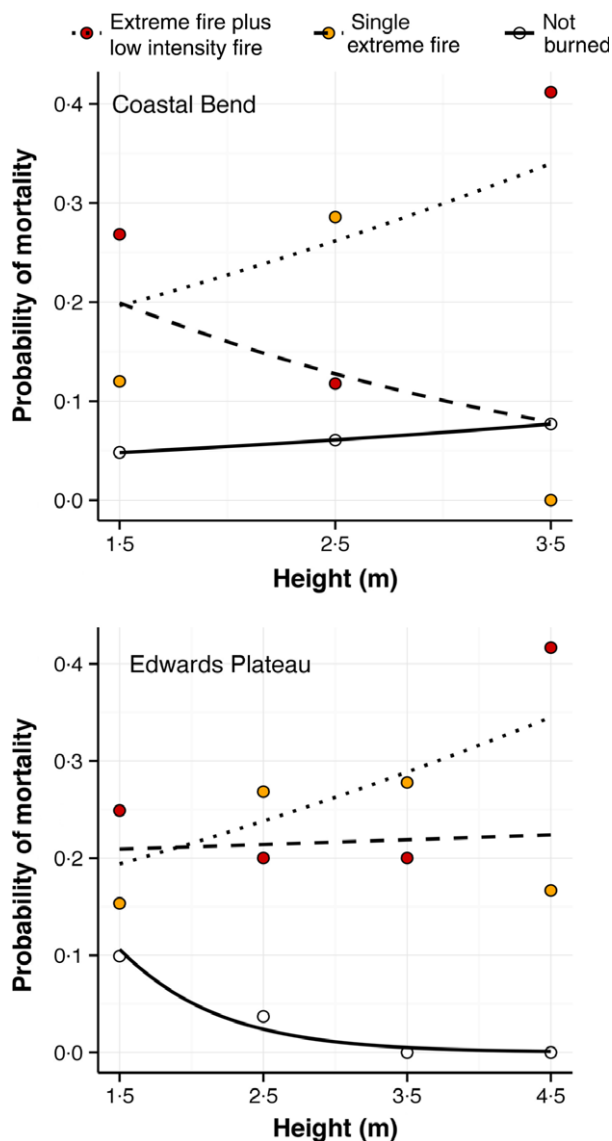 Extreme fire plus
low intensity fire
Single
extreme fire
Not
burned
Coastal Bend
Probability of mortality
0·4
0·3
0·2
0·1
0·0
1·5 2·5 3·5
Height (m)
Edwards Plateau
Probability of mortality
0·4
0·3
0·2
0·1
0·0
1·5 2·5 3·5 4·5
Height (m)